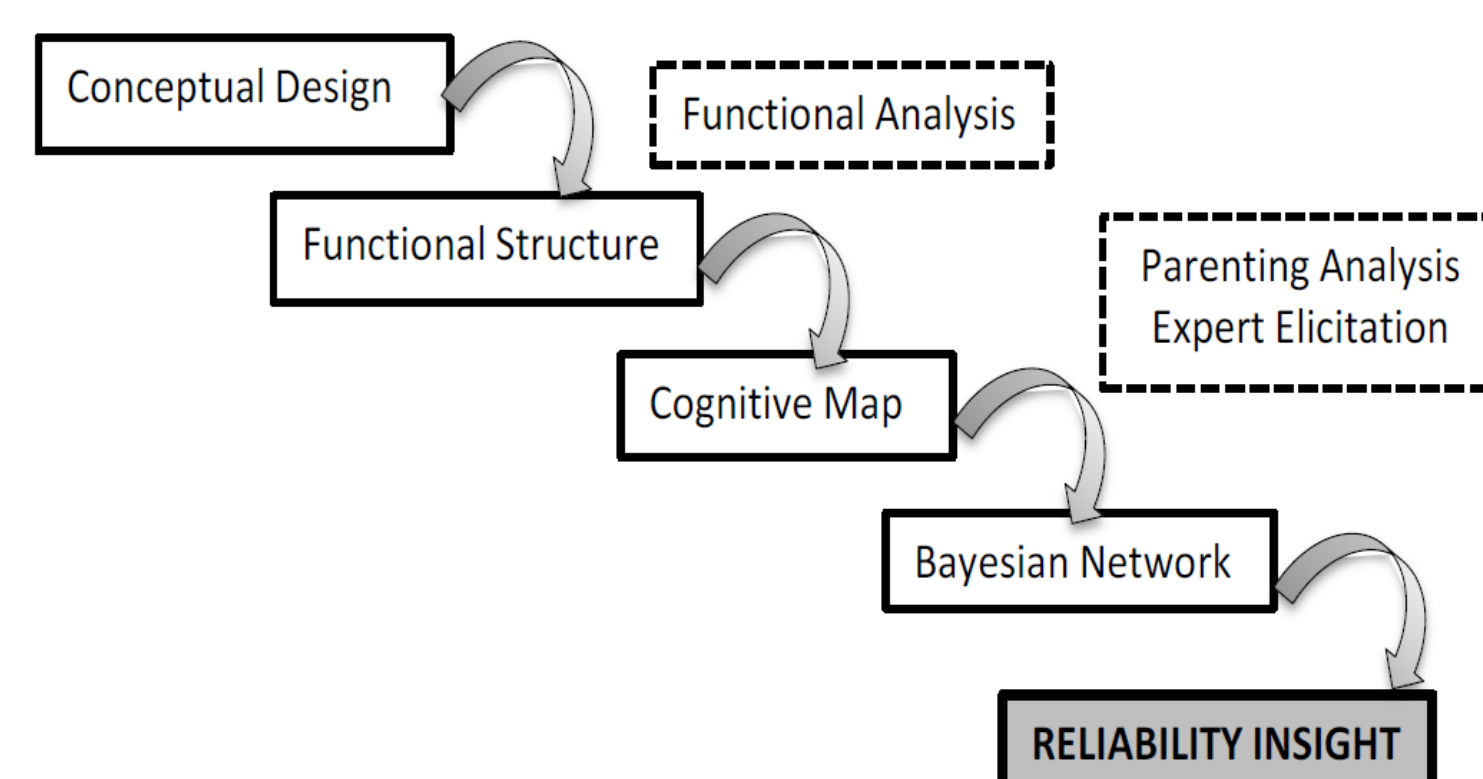 Conceptual Design
Functional Analysis
Functional Structure
Parenting Analysis
Expert Elicitation
Cognitive Map
Bayesian Network
RELIABILITY INSIGHT